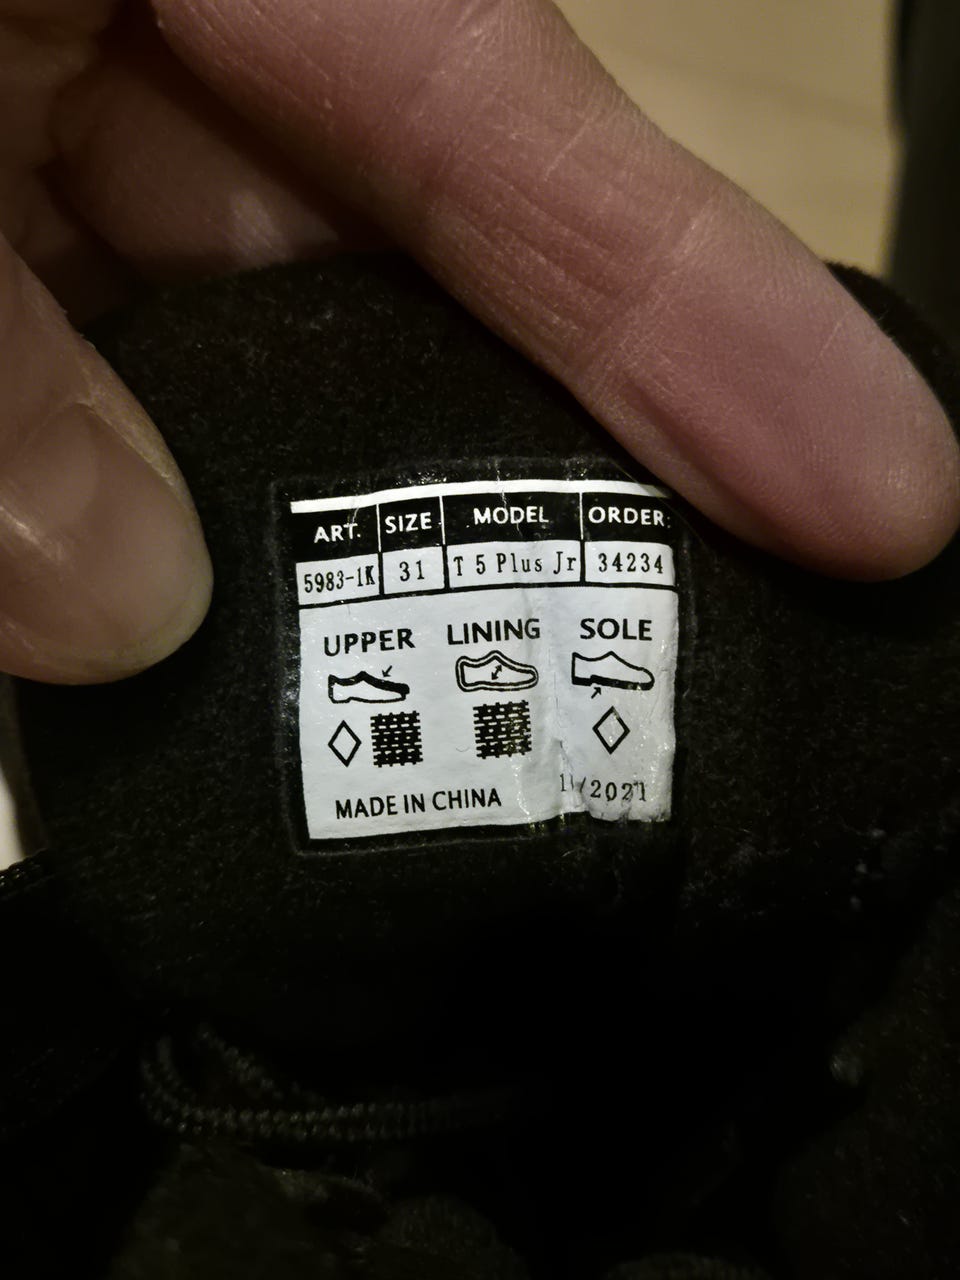 ART. SIZE MODEL ORDER
5983-1K 31 T 5 Plus Jr 34234
UPPER LINING SOLE
MADE IN CHINA